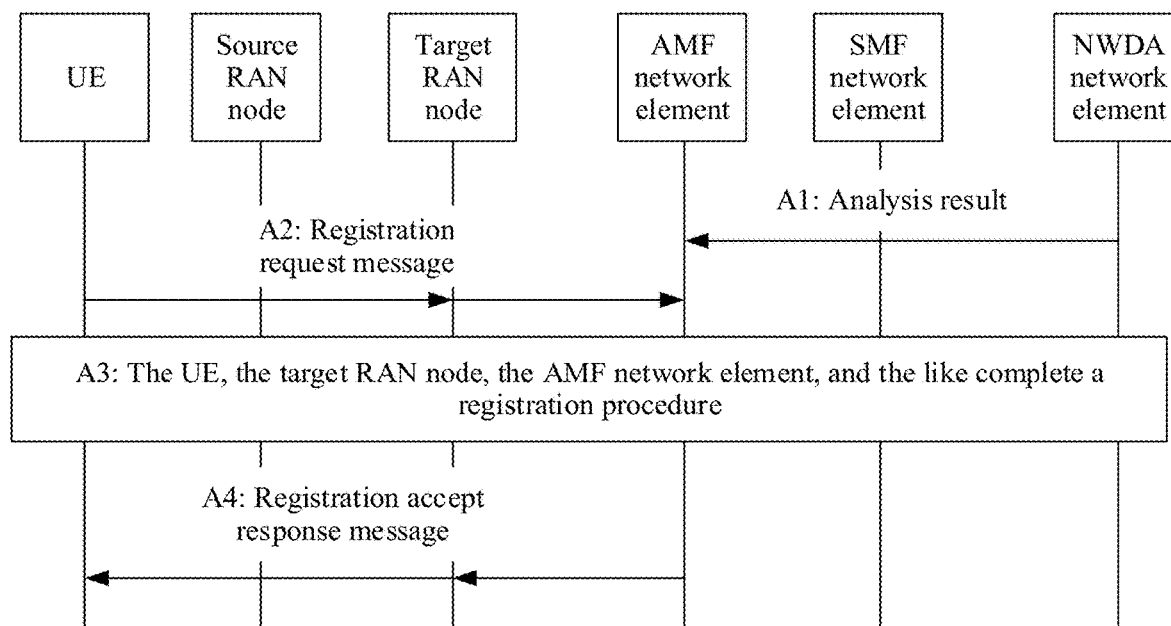 UE
Source
RAN
node
Target
RAN
node
AMF
network
element
SMF
network
element
NWDA
network
element
A1: Analysis result
A2: Registration
request message
A3: The UE, the target RAN node, the AMF network element, and the like complete a
registration procedure
A4: Registration accept
response message